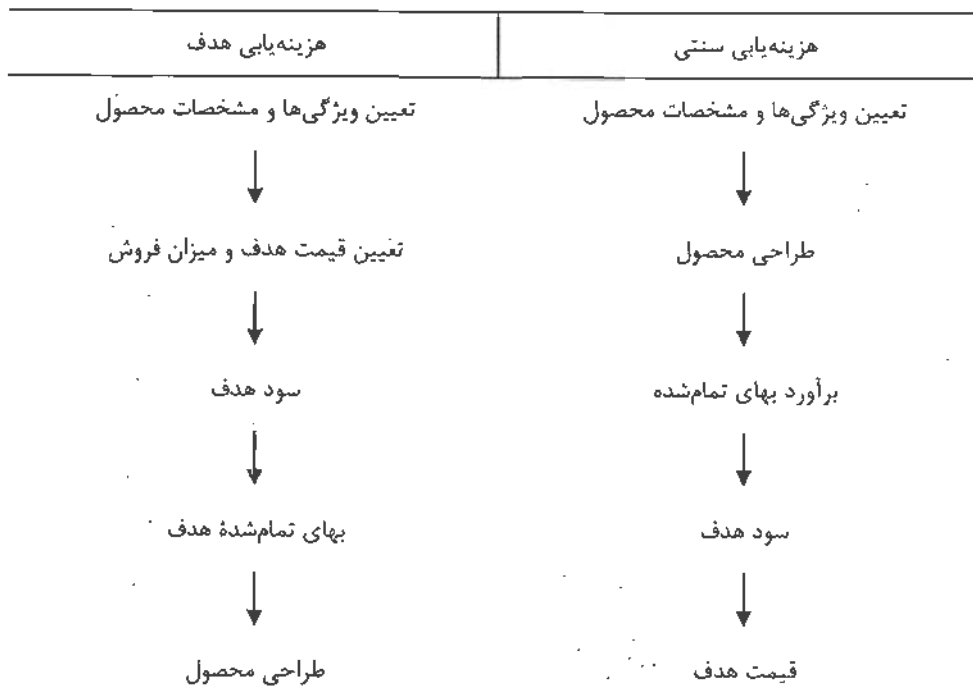 هزینه‌یابی سنتی
هزینه‌یابی هدف
تعیین ویژگی‌ها و مشخصات محصول
تعیین ویژگی‌ها و مشخصات محصول
طراحی محصول
تعیین قیمت هدف و میزان فروش
برآورد بهای تمام‌شده
سود هدف
سود هدف
بهای تمام‌شدهٔ هدف
قیمت هدف
طراحی محصول